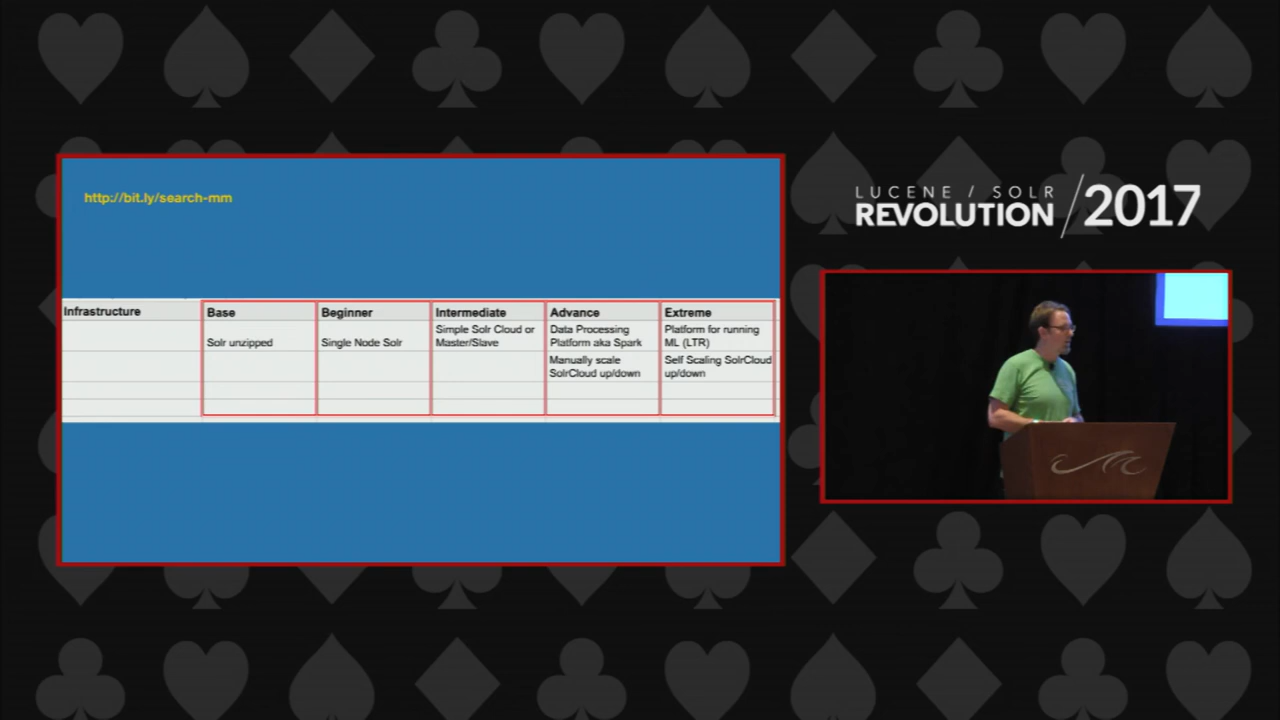 http://bit.ly/search-mm
Infrastructure
Base
Beginner
Intermediate
Advance
Extreme
Solr unzipped
Single Node Solr
Simple Solr Cloud or
Master/Slave
Data Processing
Platform aka Spark
Platform for running
ML (LTR)
Manually scale
SolrCloud up/down
Self Scaling SolrCloud
up/down
LUCENE / SOLR
REVOLUTION / 2017